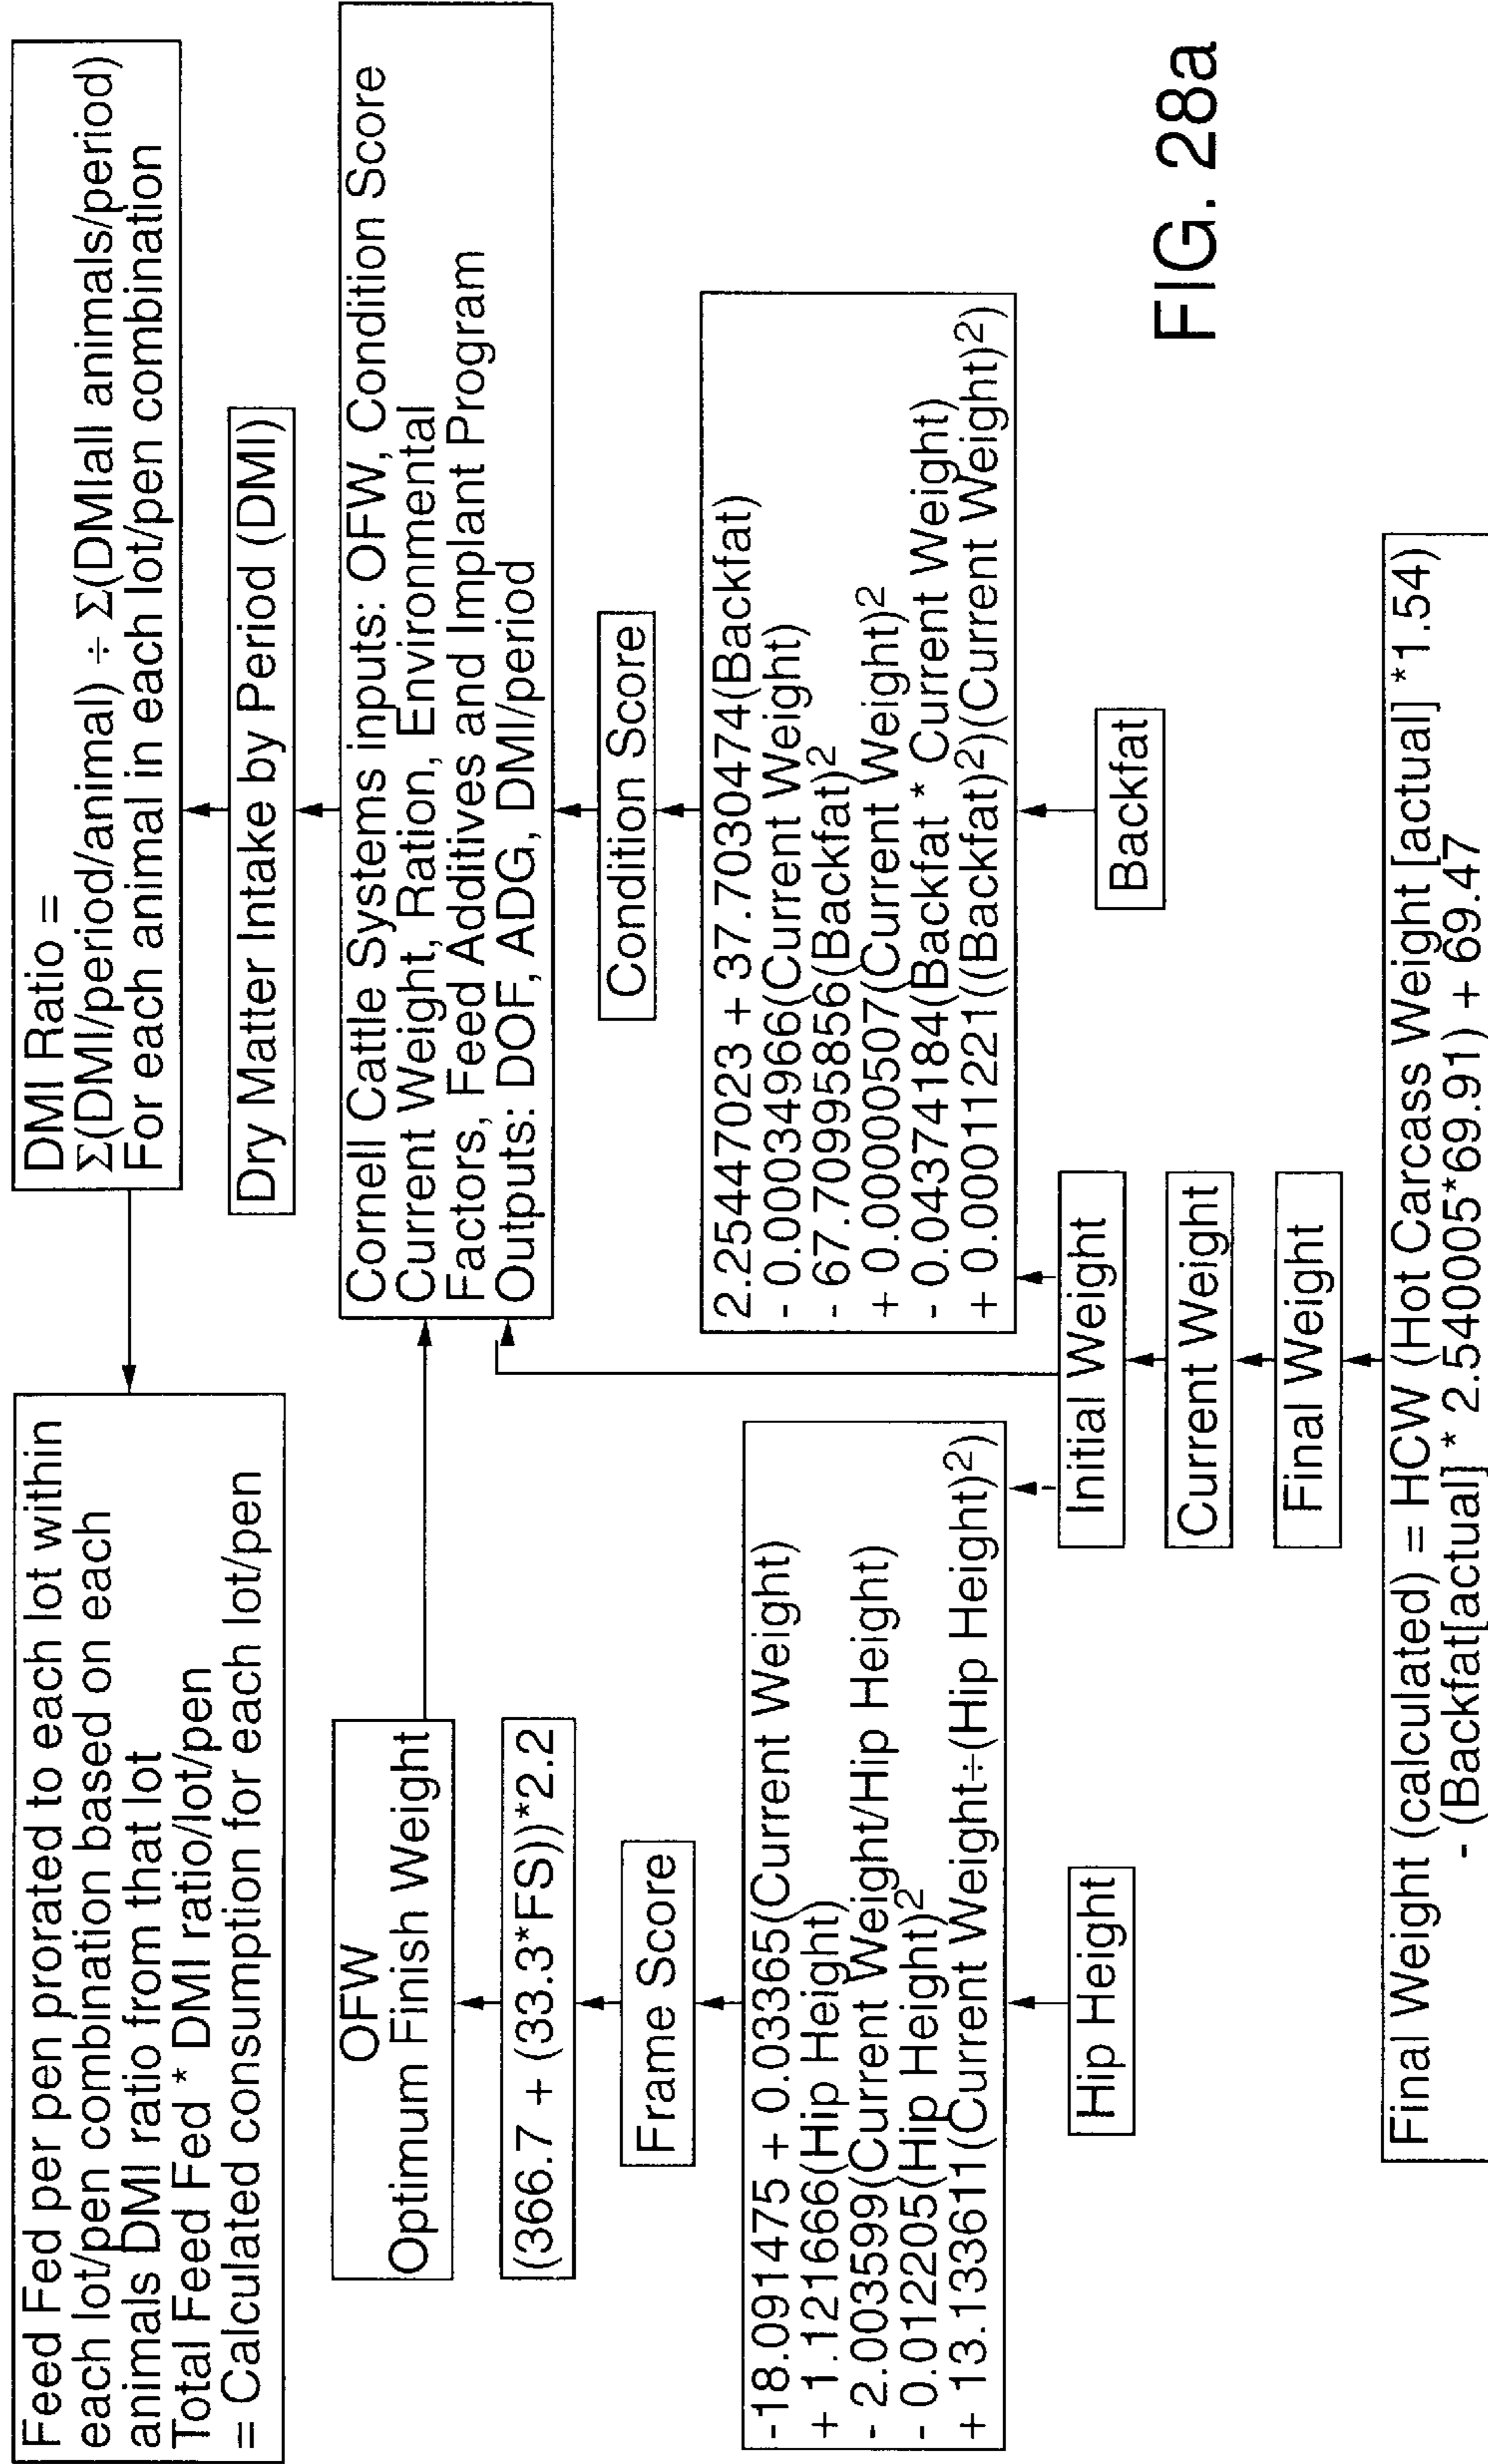 Feed Fed per pen prorated to each lot within
each lot/pen combination based on each
animals DMI ratio from that lot
Total Feed Fed * DMI ratio/lot/pen
= Calculated consumption for each lot/pen
DMI Ratio =
Σ(DMI/period/animal) ÷ Σ(DMIall animals/period)
For each animal in each lot/pen combination
Dry Matter Intake by Period (DMI)
OFW
Optimum Finish Weight
Cornell Cattle Systems inputs: OFW, Condition Score
Current Weight, Ration, Environmental
Factors, Feed Additives and Implant Program
Outputs: DOF, ADG, DMI/period
(366.7 + (33.3*FS))*2.2
Condition Score
Frame Score
-18.091475 + 0.03365(Current Weight)
+ 1.121666(Hip Height)
- 2.003599(Current Weight/Hip Height)
- 0.012205(Hip Height)2
+ 13.133611(Current Weight÷(Hip Height)2)
2.25447023 + 37.7030474(Backfat)
- 0.00034966(Current Weight)
- 67.7099585856(Backfat)2
+ 0.00000507(Current Weight)2
- 0.04374184(Backfat * Current Weight)
+ 0.00011221((Backfat)2)(Current Weight)2)
Hip Height
Initial Weight
Backfat
Current Weight
Final Weight
Final Weight (calculated) = HCW (Hot Carcass Weight [actual] *1.54)
- (Backfat[actual] * 2.540005*69.91) + 69.47
FIG. 28a